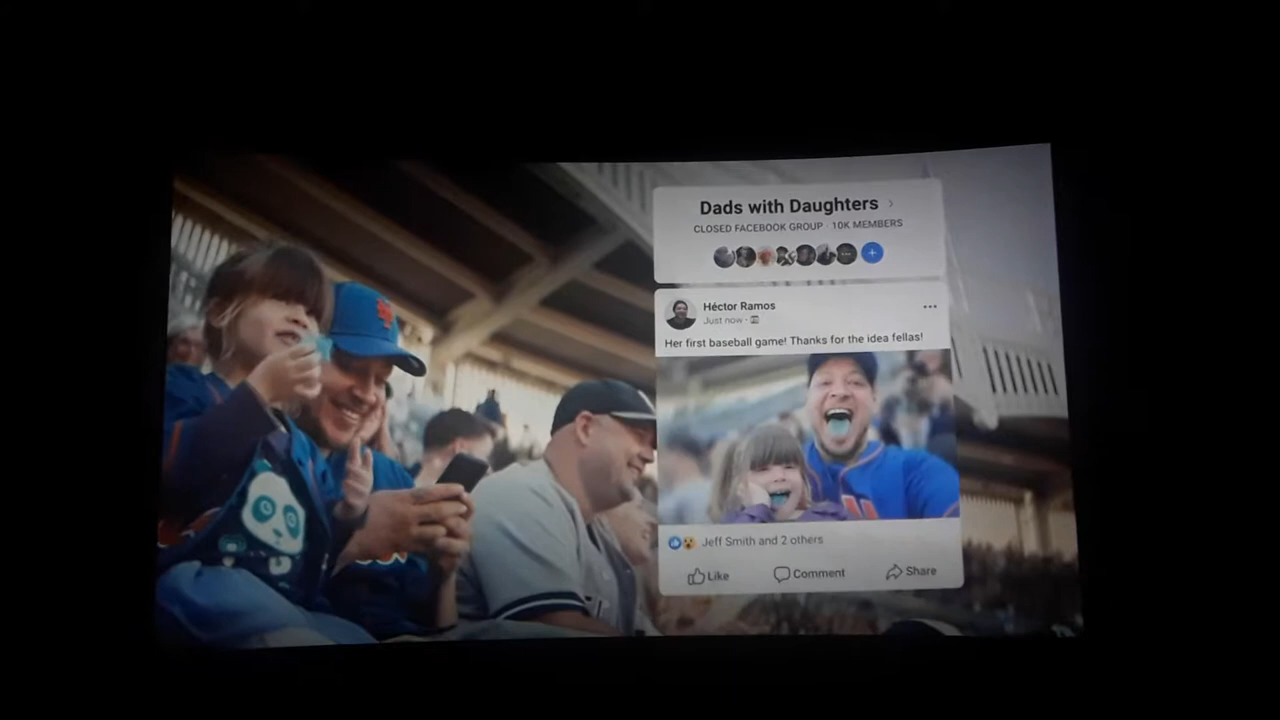 Dads with Daughters
CLOSED FACEBOOK GROUP · 10K MEMBERS
Héctor Ramos
Just now ·
Her first baseball game! Thanks for the idea fellas!
Jeff Smith and 2 others
Like
Comment
Share